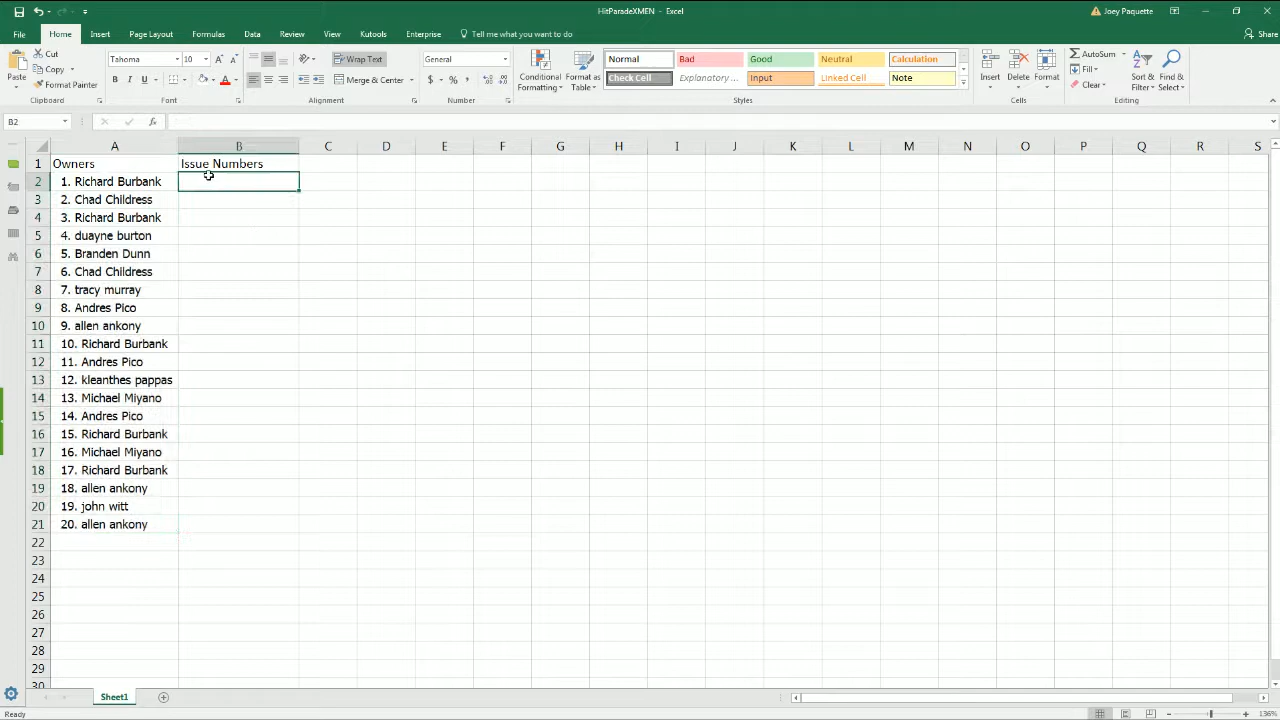 HitParadeXMEN - Excel
Joey Paquette
File Home Insert Page Layout Formulas Data Review View Kutools Enterprise Tell me what you want to do Share
Paste
Cut
Copy
Format Painter
Clipboard
Tahoma 10
B I U
Font
Wrap Text
Merge & Center
Alignment
General
$ % ,
Number
Conditional Formatting
Format as Table
Normal Bad Good Neutral Calculation
Check Cell Explanatory ... Input Linked Cell Note
Styles
Insert Delete Format
Cells
AutoSum
Fill
Clear
Sort & Filter
Find & Select
Editing
B2 fx
A B C D E F G H I J K L M N O P Q R S
1 Owners Issue Numbers
2 1. Richard Burbank
3 2. Chad Childress
4 3. Richard Burbank
5 4. duayne burton
6 5. Branden Dunn
7 6. Chad Childress
8 7. tracy murray
9 8. Andres Pico
10 9. allen ankony
11 10. Richard Burbank
12 11. Andres Pico
13 12. kleanthes pappas
14 13. Michael Miyano
15 14. Andres Pico
16 15. Richard Burbank
17 16. Michael Miyano
18 17. Richard Burbank
19 18. allen ankony
20 19. john witt
21 20. allen ankony
22
23
24
25
26
27
28
29
30
Sheet1
Ready
136%